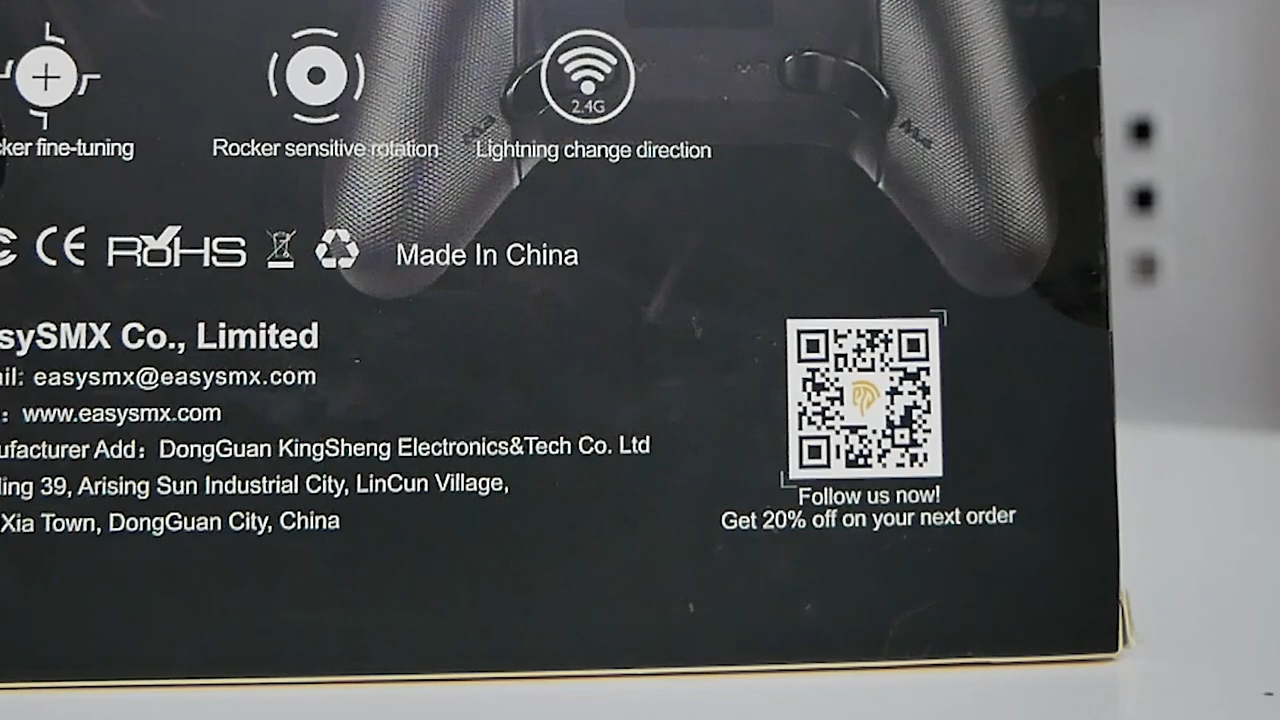 2.4G
cker fine-tuning
Rocker sensitive rotation
Lightning change direction
CE RoHS
Made In China
sySMX Co., Limited
ail: easysmx@easysmx.com
: www.easysmx.com
ufacturer Add: DongGuan KingSheng Electronics&Tech Co. Ltd
ding 39, Arising Sun Industrial City, LinCun Village,
Xia Town, DongGuan City, China
Follow us now!
Get 20% off on your next order